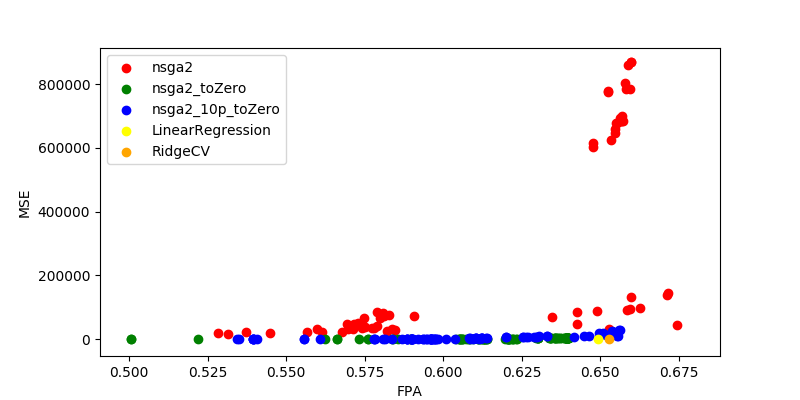 nsga2
nsga2_toZero
nsga2_10p_toZero
LinearRegression
RidgeCV
800000
600000
400000
200000
0
MSE
0.500 0.525 0.550 0.575 0.600 0.625 0.650 0.675
FPA